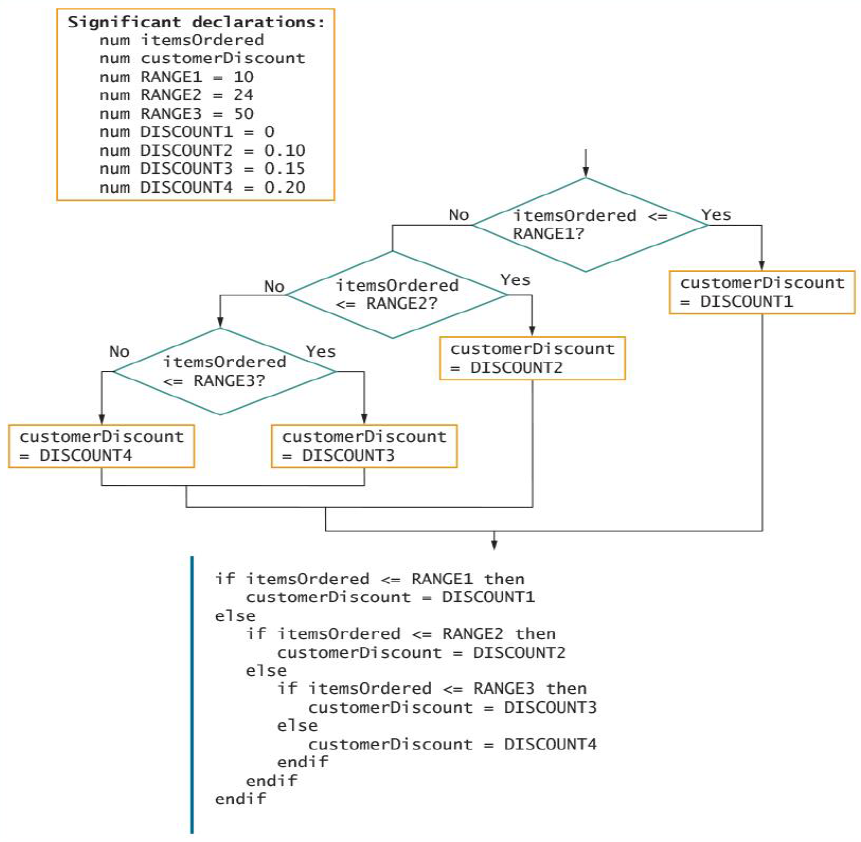 Significant declarations:
num itemsOrdered
num customerDiscount
num RANGE1 = 10
num RANGE2 = 24
num RANGE3 = 50
num DISCOUNT1 = 0
num DISCOUNT2 = 0.10
num DISCOUNT3 = 0.15
num DISCOUNT4 = 0.20
No
itemsOrdered <=
RANGE1?
Yes
customerDiscount
= DISCOUNT1
No
itemsOrdered
<= RANGE2?
Yes
customerDiscount
= DISCOUNT2
No
itemsOrdered
<= RANGE3?
Yes
customerDiscount
= DISCOUNT4
customerDiscount
= DISCOUNT3
if itemsOrdered <= RANGE1 then
customerDiscount = DISCOUNT1
else
if itemsOrdered <= RANGE2 then
customerDiscount = DISCOUNT2
else
if itemsOrdered <= RANGE3 then
customerDiscount = DISCOUNT3
else
customerDiscount = DISCOUNT4
endif
endif
endif